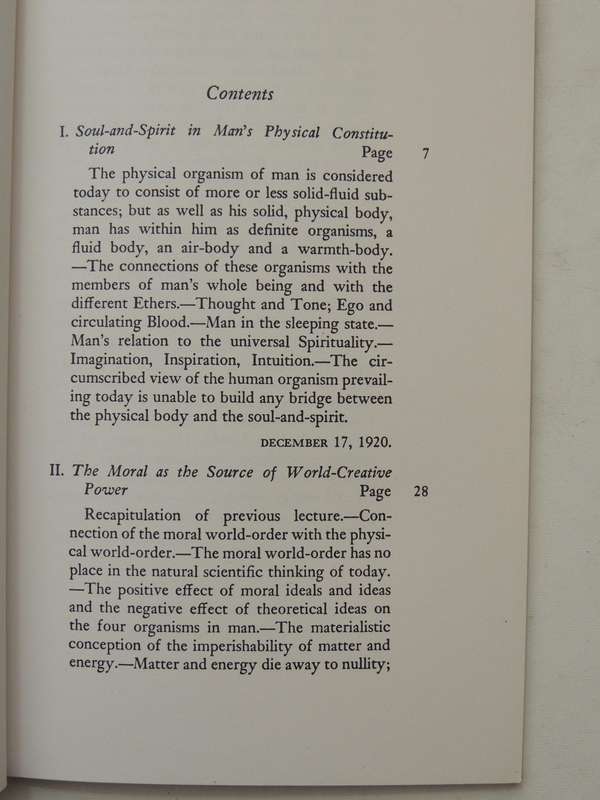 Contents
I. Soul-and-Spirit in Man's Physical Constitu-
tion Page 7
The physical organism of man is considered
today to consist of more or less solid-fluid sub-
stances; but as well as his solid, physical body,
man has within him as definite organisms, a
fluid body, an air-body and a warmth-body.
—The connections of these organisms with the
members of man's whole being and with the
different Ethers.—Thought and Tone; Ego and
circulating Blood.—Man in the sleeping state.—
Man's relation to the universal Spirituality.—
Imagination, Inspiration, Intuition.—The cir-
cumscribed view of the human organism prevail-
ing today is unable to build any bridge between
the physical body and the soul-and-spirit.
DECEMBER 17, 1920.
II. The Moral as the Source of World-Creative
Power Page 28
Recapitulation of previous lecture.—Con-
nection of the moral world-order with the physi-
cal world-order.—The moral world-order has no
place in the natural scientific thinking of today.
—The positive effect of moral ideals and ideas
and the negative effect of theoretical ideas on
the four organisms in man.—The materialistic
conception of the imperishability of matter and
energy.—Matter and energy die away to nullity;